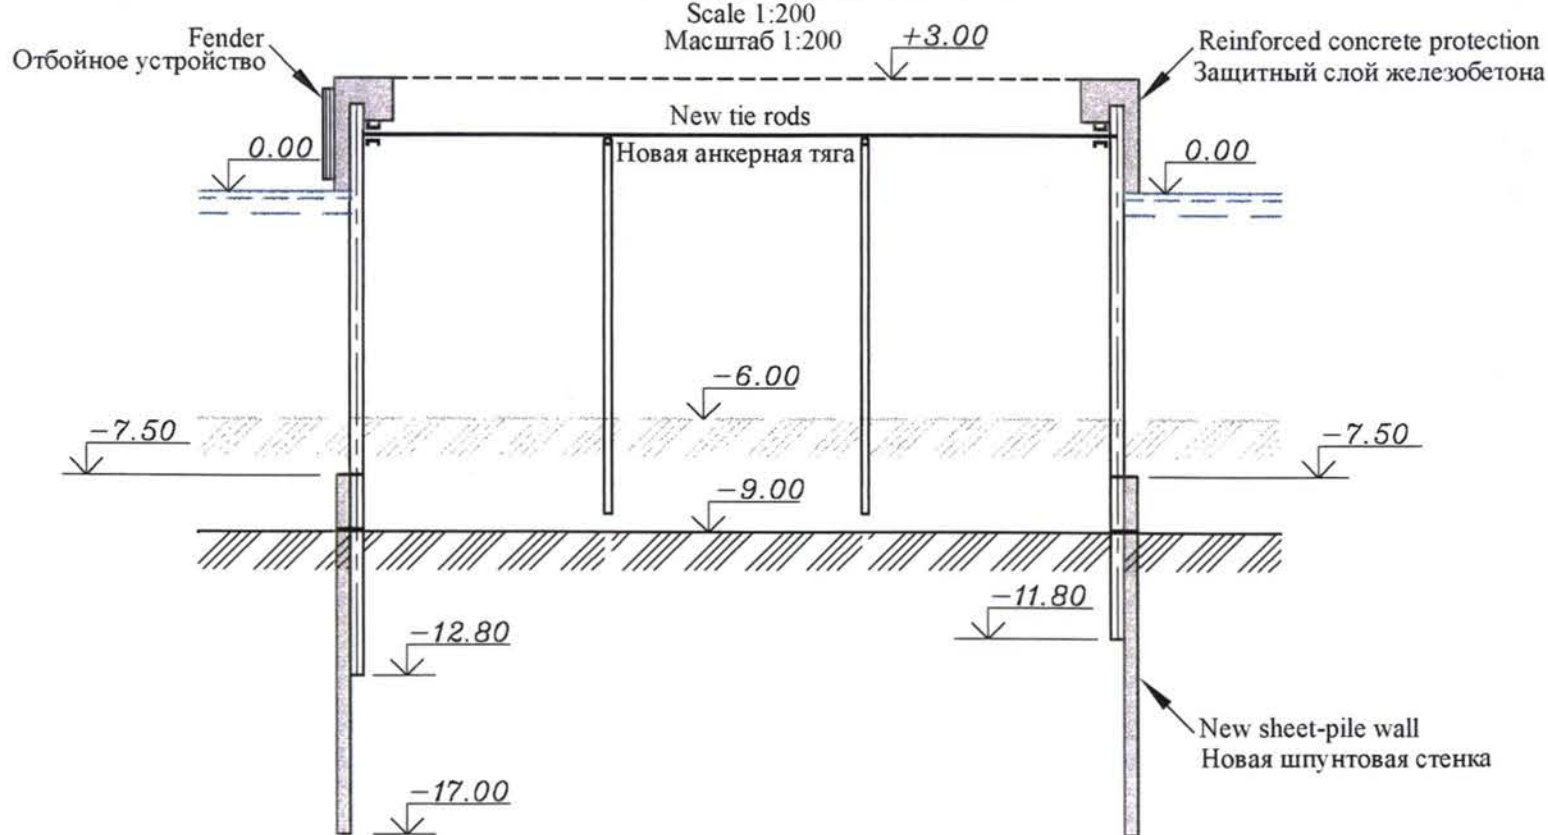 Scale 1:200
Масштаб 1:200
+3.00
Fender
Отбойное устройство
Reinforced concrete protection
Защитный слой железобетона
New tie rods
Новая анкерная тяга
0.00
0.00
-6.00
-7.50
-7.50
-9.00
-11.80
-12.80
New sheet-pile wall
Новая шпунтовая стенка
-17.00